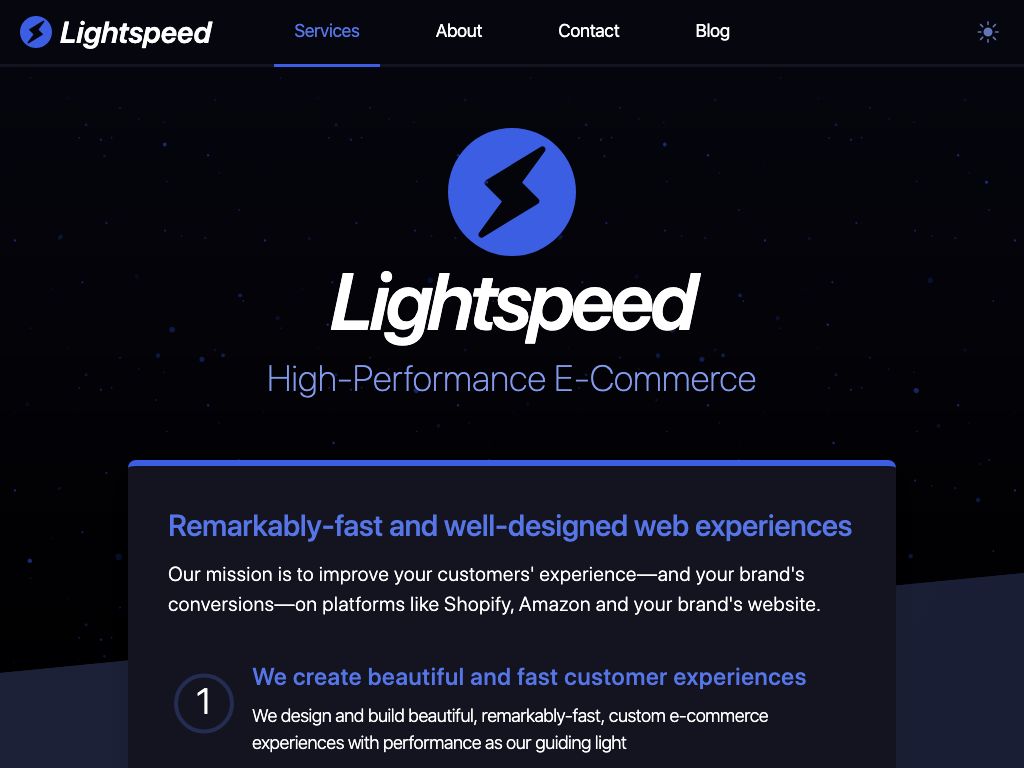 Lightspeed
Services
About
Contact
Blog
Lightspeed
High-Performance E-Commerce
Remarkably-fast and well-designed web experiences
Our mission is to improve your customers' experience—and your brand's
conversions—on platforms like Shopify, Amazon and your brand's website.
1
We create beautiful and fast customer experiences
We design and build beautiful, remarkably-fast, custom e-commerce
experiences with performance as our guiding light